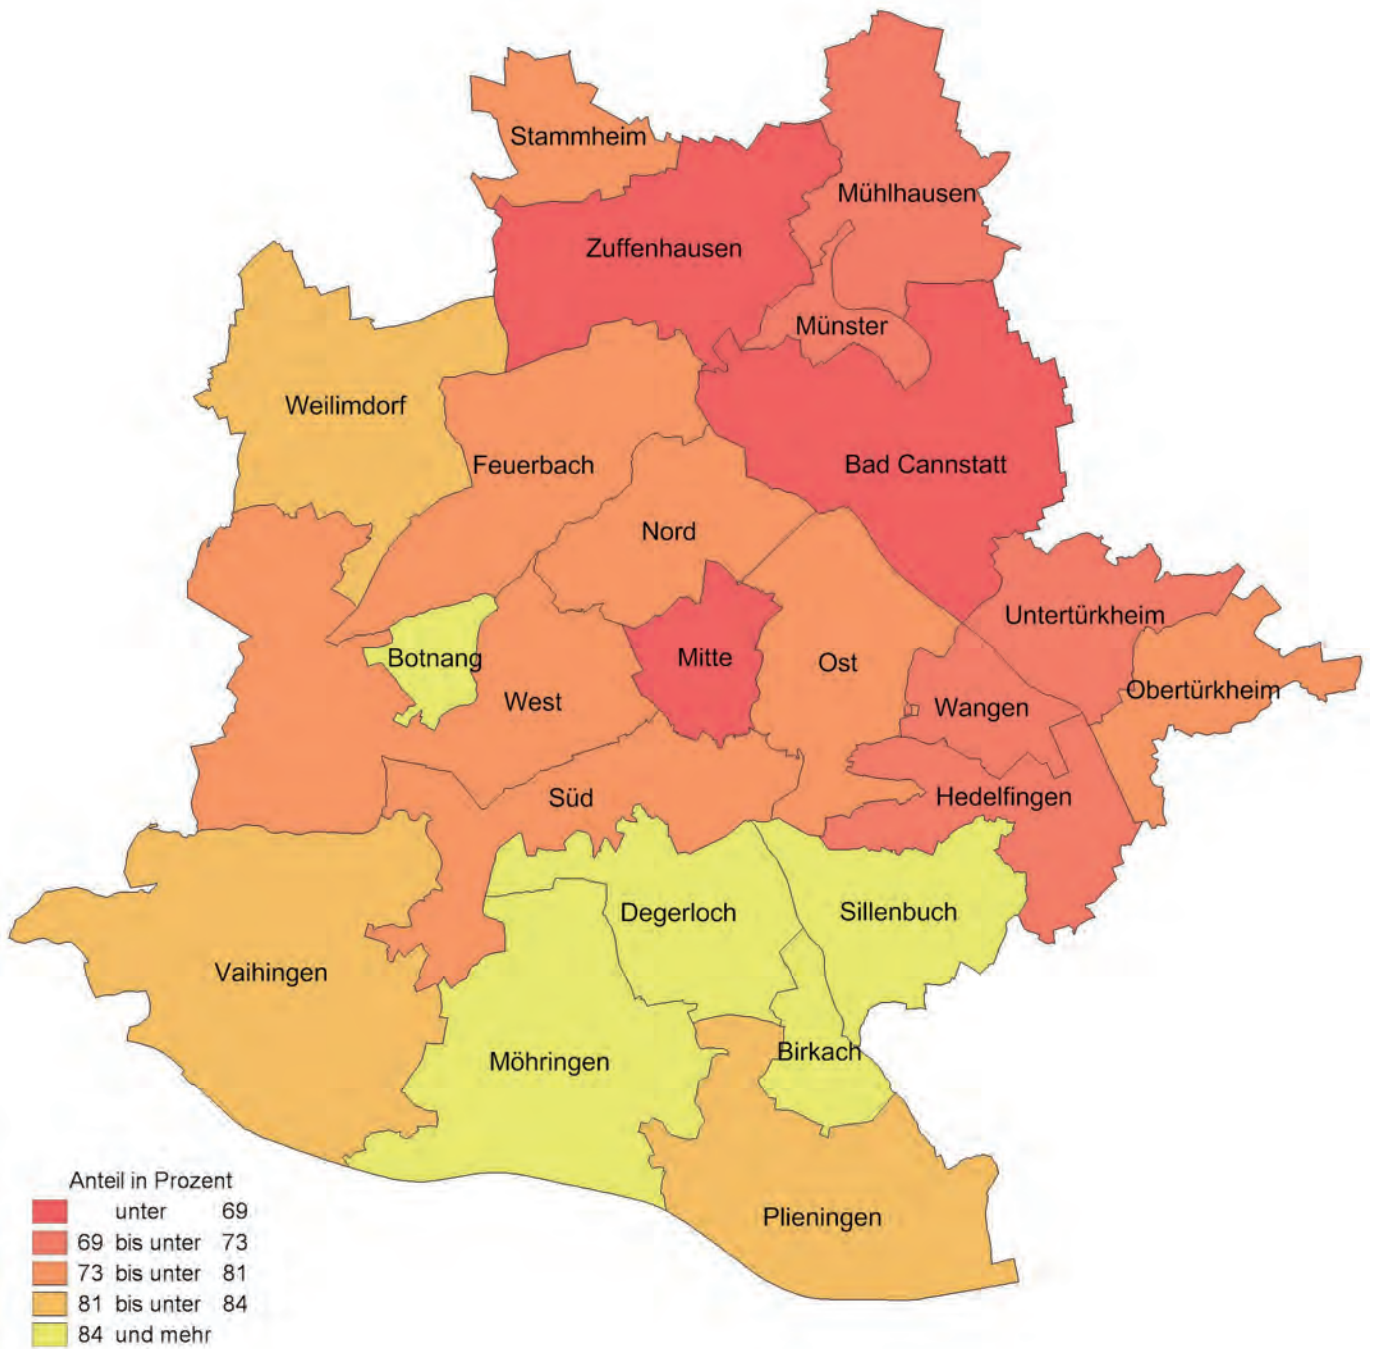 Stammheim
Mühlhausen
Zuffenhausen
Münster
Weilimdorf
Feuerbach
Bad Cannstatt
Nord
Untertürkheim
Botnang
Mitte
Ost
Obertürkheim
West
Wangen
Süd
Hedelfingen
Degerloch
Sillenbuch
Vaihingen
Möhringen
Birkach
Plieningen
Anteil in Prozent
unter 69
69 bis unter 73
73 bis unter 81
81 bis unter 84
84 und mehr